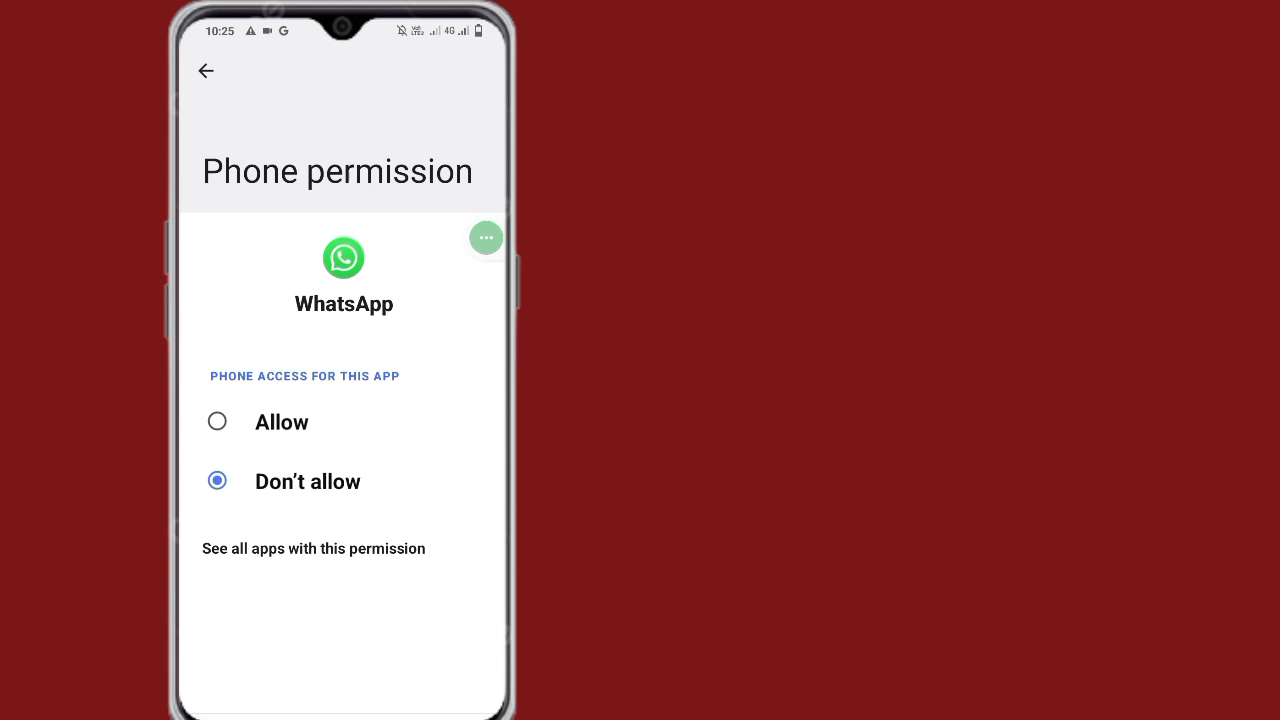 10:25 G 4G
Phone permission
WhatsApp
PHONE ACCESS FOR THIS APP
Allow
Don’t allow
See all apps with this permission